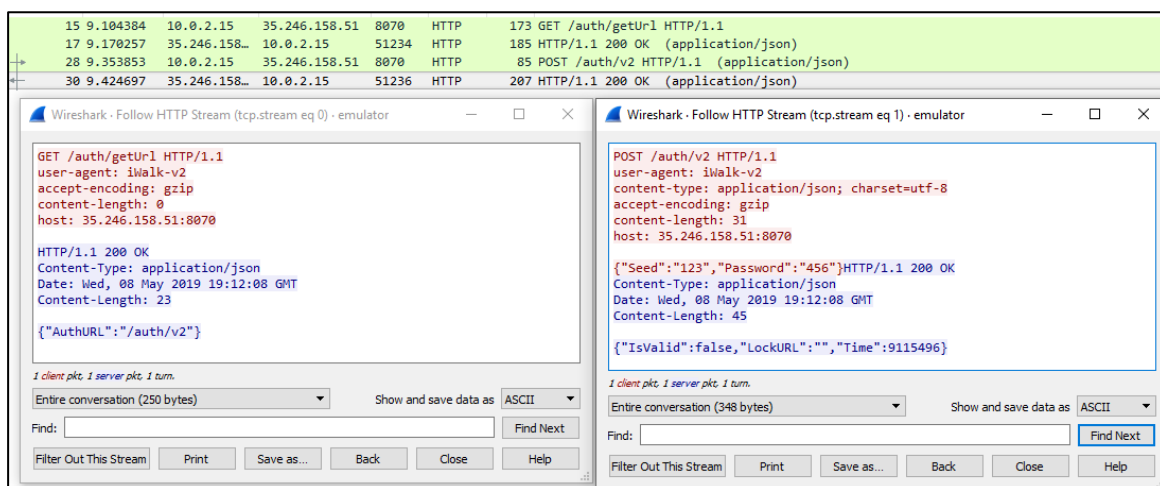 15 9.104384 10.0.2.15 35.246.158.51 8070 HTTP 173 GET /auth/getUrl HTTP/1.1
17 9.170257 35.246.158… 10.0.2.15 51234 HTTP 185 HTTP/1.1 200 OK (application/json)
28 9.353853 10.0.2.15 35.246.158.51 8070 HTTP 85 POST /auth/v2 HTTP/1.1 (application/json)
30 9.424697 35.246.158… 10.0.2.15 51236 HTTP 207 HTTP/1.1 200 OK (application/json)
Wireshark · Follow HTTP Stream (tcp.stream eq 0) · emulator
GET /auth/getUrl HTTP/1.1
user-agent: iWalk-v2
accept-encoding: gzip
content-length: 0
host: 35.246.158.51:8070
HTTP/1.1 200 OK
Content-Type: application/json
Date: Wed, 08 May 2019 19:12:08 GMT
Content-Length: 23
{"AuthURL":"/auth/v2"}
1 client pkt, 1 server pkt, 1 turn.
Entire conversation (250 bytes) Show and save data as ASCII
Find: Find Next
Filter Out This Stream Print Save as... Back Close Help
Wireshark · Follow HTTP Stream (tcp.stream eq 1) · emulator
POST /auth/v2 HTTP/1.1
user-agent: iWalk-v2
content-type: application/json; charset=utf-8
accept-encoding: gzip
content-length: 31
host: 35.246.158.51:8070
{"Seed":"123","Password":"456"}HTTP/1.1 200 OK
Content-Type: application/json
Date: Wed, 08 May 2019 19:12:08 GMT
Content-Length: 45
{"IsValid":false,"LockURL":"","Time":9115496}
1 client pkt, 1 server pkt, 1 turn.
Entire conversation (348 bytes) Show and save data as ASCII
Find: Find Next
Filter Out This Stream Print Save as... Back Close Help